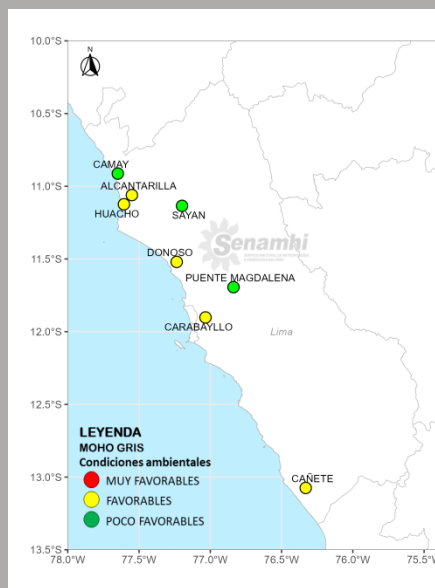 N
10.0°S
10.5°S
CAMAY
11.0°S
ALCANTARILLA
HUACHO
SAYAN
Senamhi
DONOSO
11.5°S
PUENTE MAGDALENA
CARABAYLLO
12.0°S
Lima
12.5°S
LEYENDA
MOHO GRIS
Condiciones ambientales
MUY FAVORABLES
FAVORABLES
POCO FAVORABLES
CAÑETE
13.0°S
13.5°S
78.0°W 77.5°W 77.0°W 76.5°W 76.0°W 75.5°